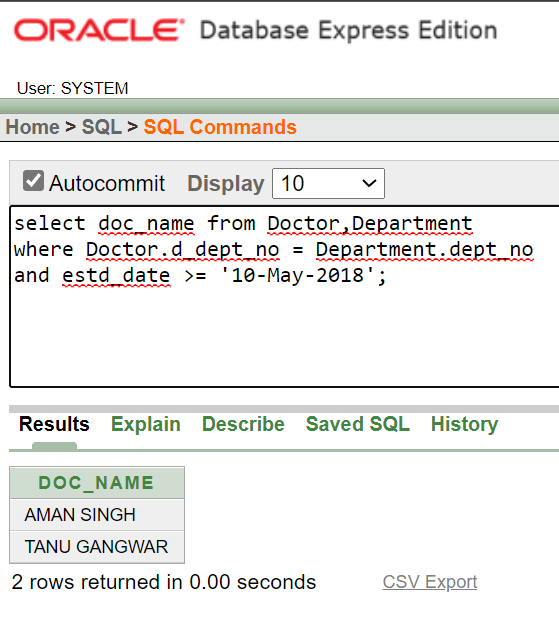 ORACLE® Database Express Edition
User: SYSTEM
Home > SQL > SQL Commands
Autocommit Display 10
select doc_name from Doctor,Department
where Doctor.d_dept_no = Department.dept_no
and estd_date >= '10-May-2018';
Results Explain Describe Saved SQL History
DOC_NAME
AMAN SINGH
TANU GANGWAR
2 rows returned in 0.00 seconds CSV Export